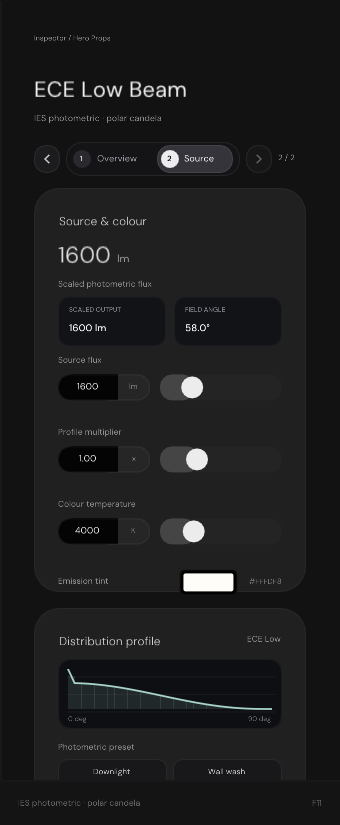 Inspector / Hero Props
ECE Low Beam
IES photometric · polar candela
1 Overview 2 Source 2 / 2
Source & colour
1600 lm
Scaled photometric flux
SCALED OUTPUT FIELD ANGLE
1600 lm 58.0°
Source flux
1600 lm
Profile multiplier
1.00 x
Colour temperature
4000 K
Emission tint #FFFDF8
Distribution profile ECE Low
0 deg 90 deg
Photometric preset
Downlight Wall wash
IES photometric · polar candela F11